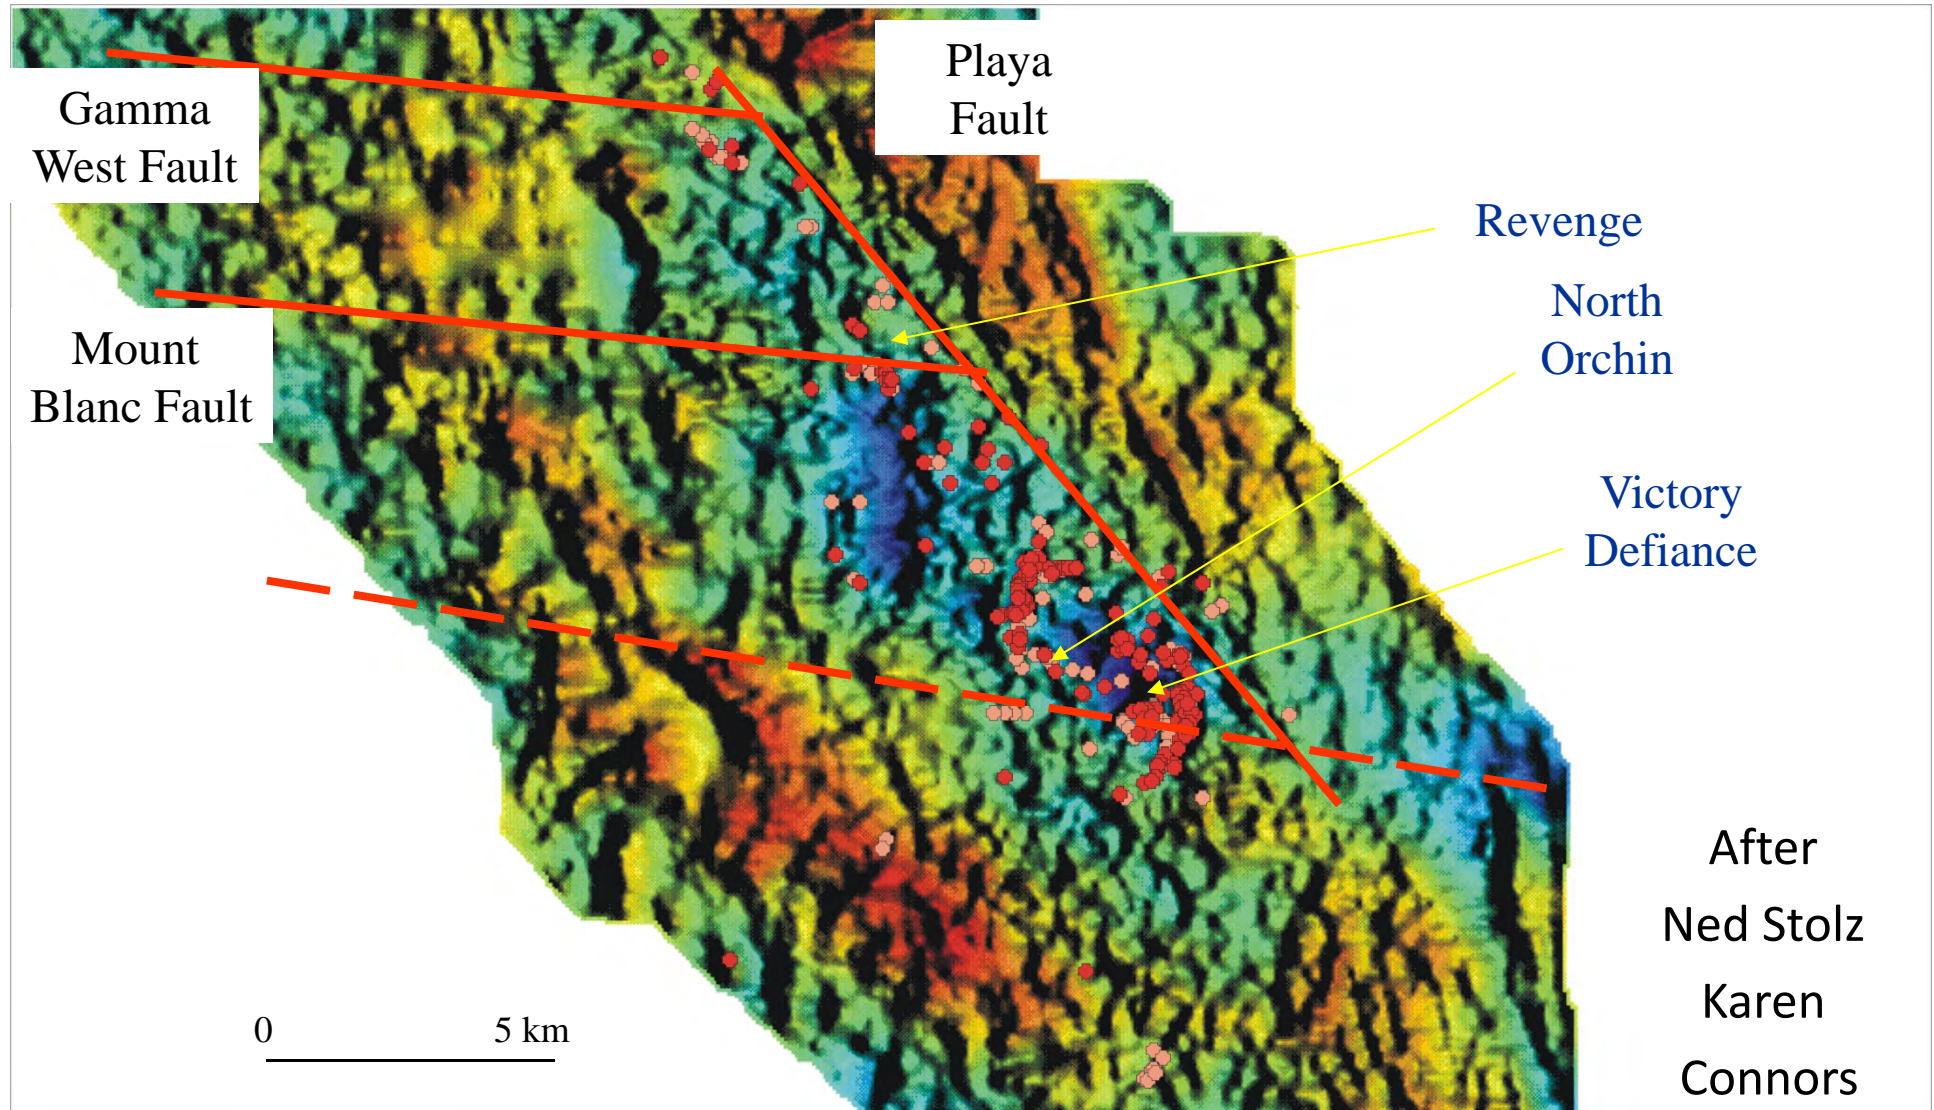 Playa
Fault
Gamma
West Fault
Revenge
North
Orchin
Mount
Blanc Fault
Victory
Defiance
After
Ned Stolz
Karen
Connors
0 5 km